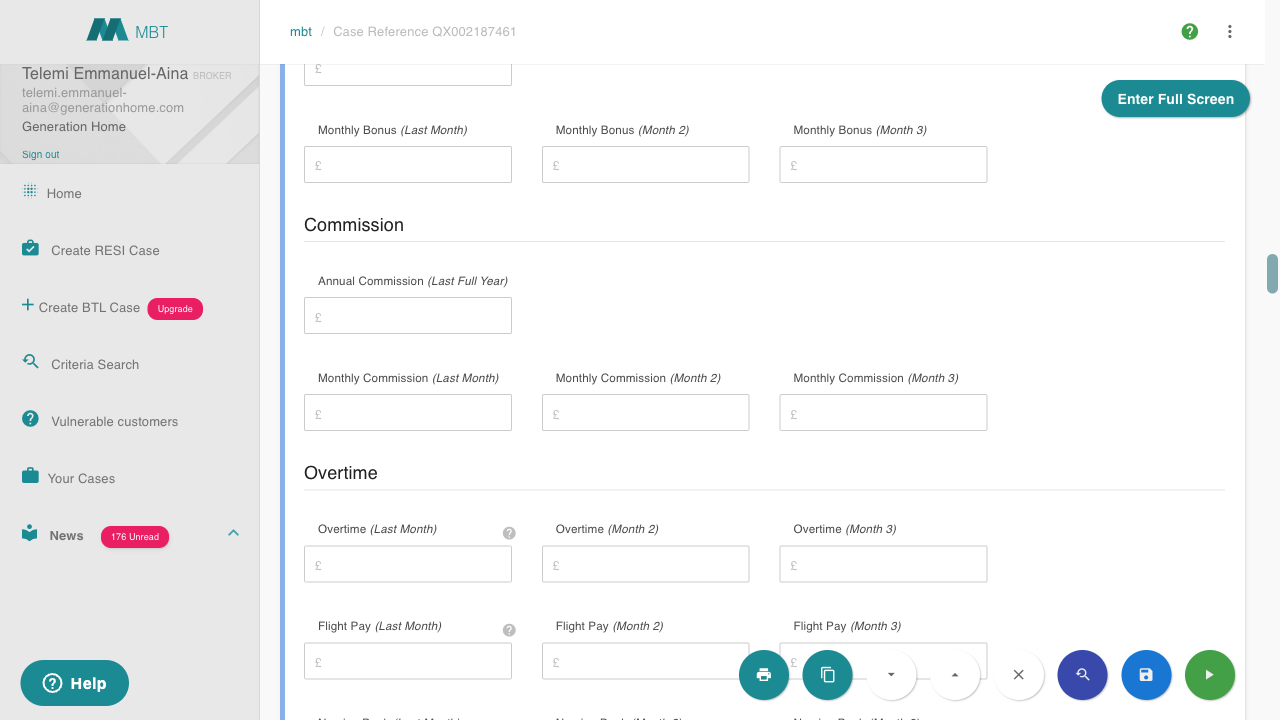 MBT
mbt / Case Reference QX002187461
Telemi Emmanuel-Aina BROKER
telemi.emmanuel-
aina@generationhome.com
Generation Home
Sign out
Home
Create RESI Case
Create BTL Case Upgrade
Criteria Search
Vulnerable customers
Your Cases
News 176 Unread
Help
Enter Full Screen
£
Monthly Bonus (Last Month) Monthly Bonus (Month 2) Monthly Bonus (Month 3)
£ £ £
Commission
Annual Commission (Last Full Year)
£
Monthly Commission (Last Month) Monthly Commission (Month 2) Monthly Commission (Month 3)
£ £ £
Overtime
Overtime (Last Month) Overtime (Month 2) Overtime (Month 3)
£ £ £
Flight Pay (Last Month) Flight Pay (Month 2) Flight Pay (Month 3)
£ £ £